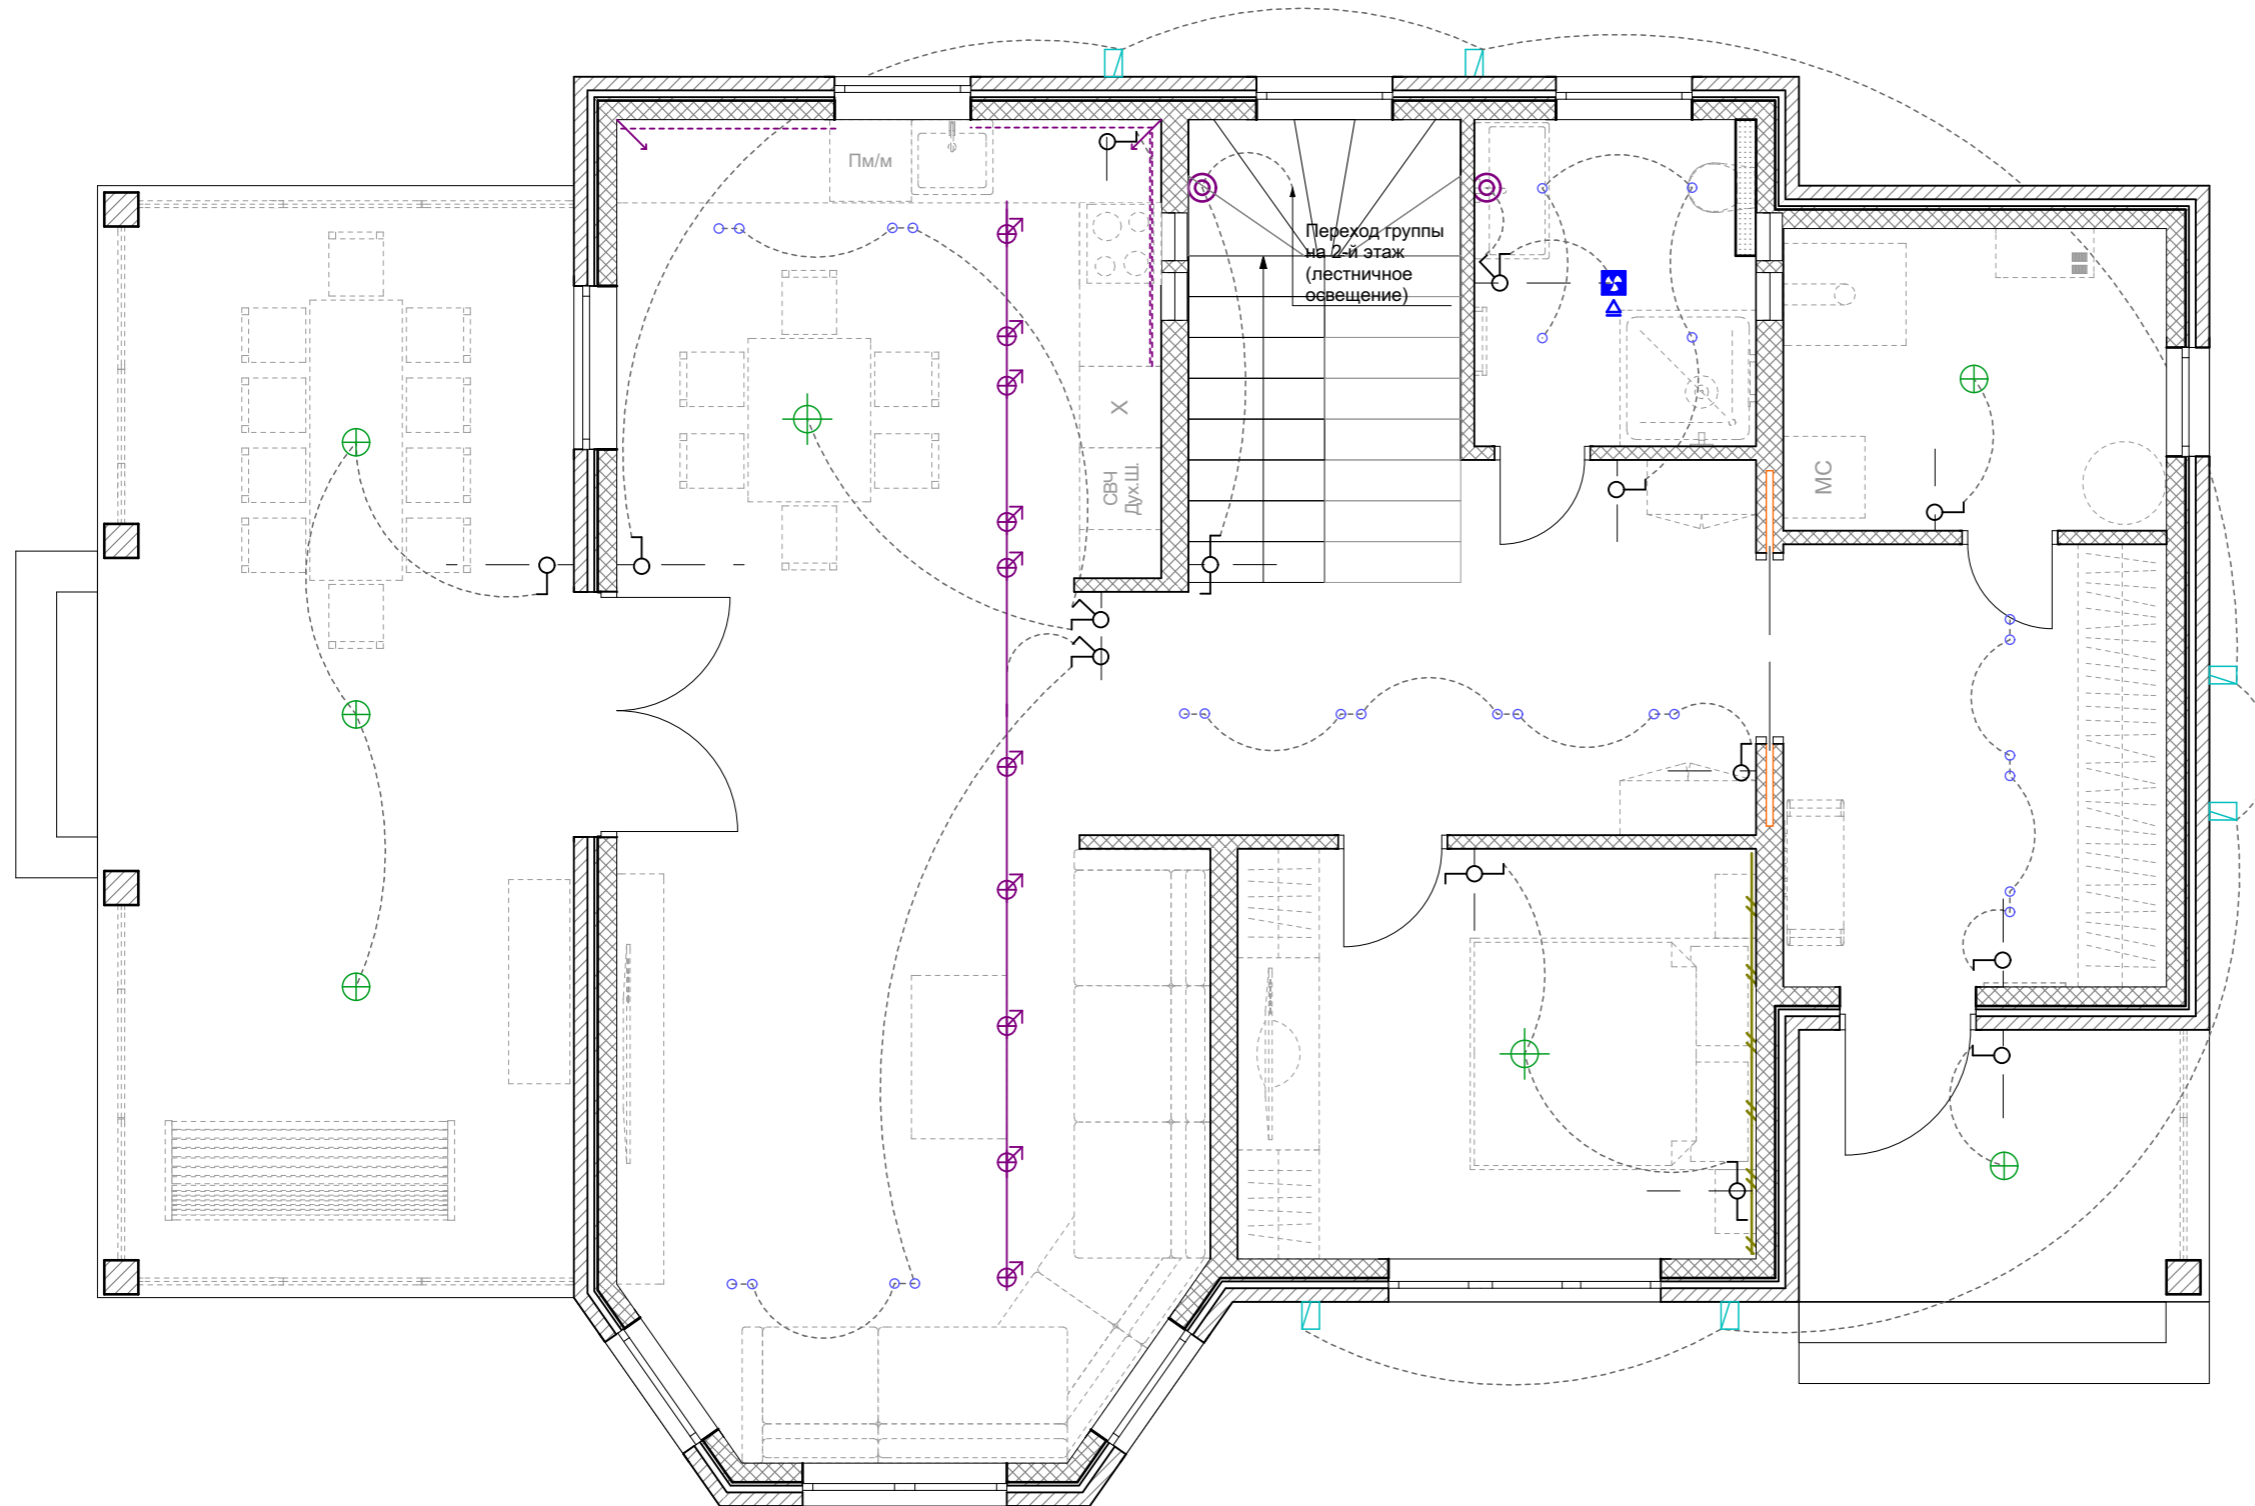 Пм/м
Переход группы
на 2-й этаж
(лестничное
освещение)
Х
СВЧ
Дух.Ш.
МС